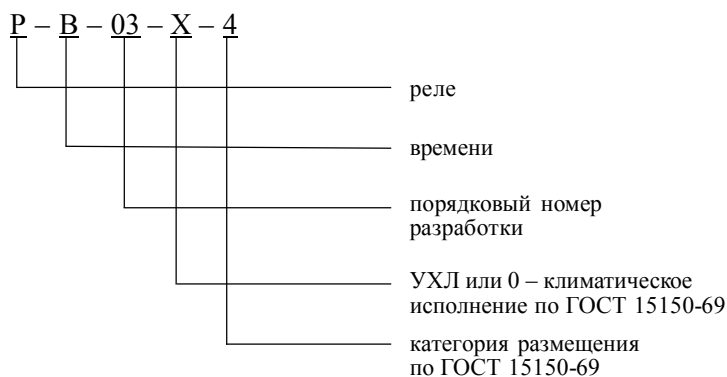 Р – В – 03 – Х – 4
реле
времени
порядковый номер
разработки
УХЛ или 0 – климатическое
исполнение по ГОСТ 15150-69
категория размещения
по ГОСТ 15150-69